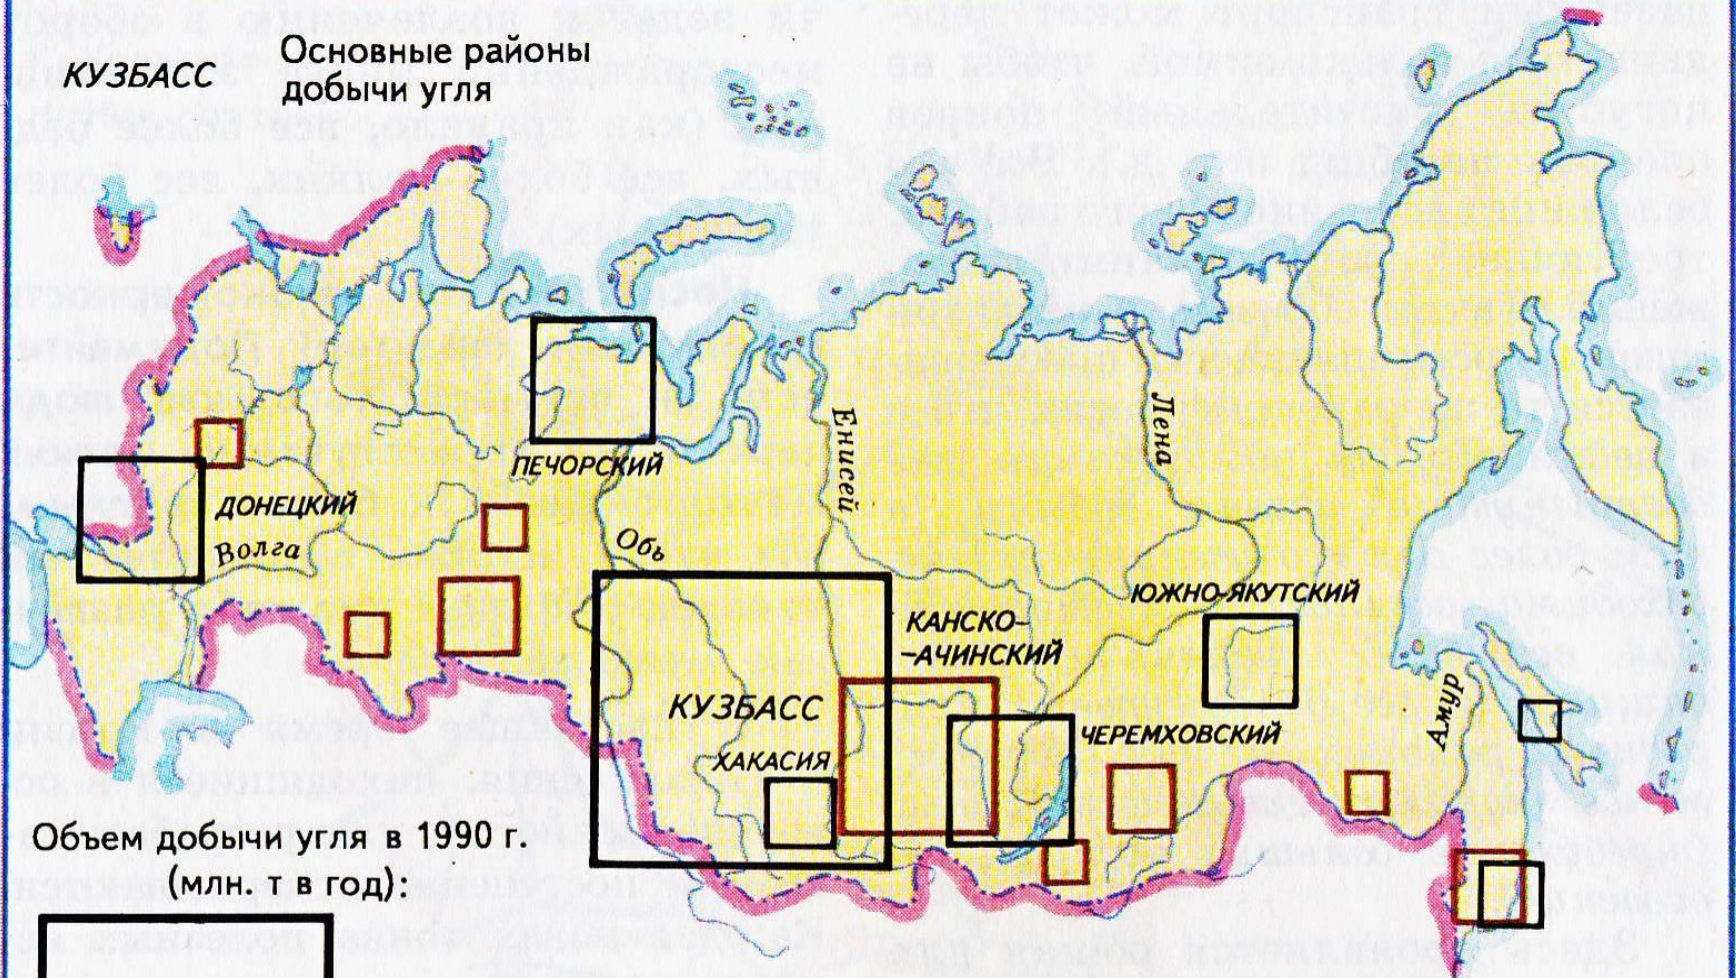 КУЗБАСС
Основные районы
добычи угля
Енисей
Лена
ПЕЧОРСКИЙ
ДОНЕЦКИЙ
Волга
Обь
ЮЖНО-ЯКУТСКИЙ
КАНСКО-
-АЧИНСКИЙ
КУЗБАСС
Амур
ЧЕРЕМХОВСКИЙ
ХАКАСИЯ
Объем добычи угля в 1990 г.
(млн. т в год):